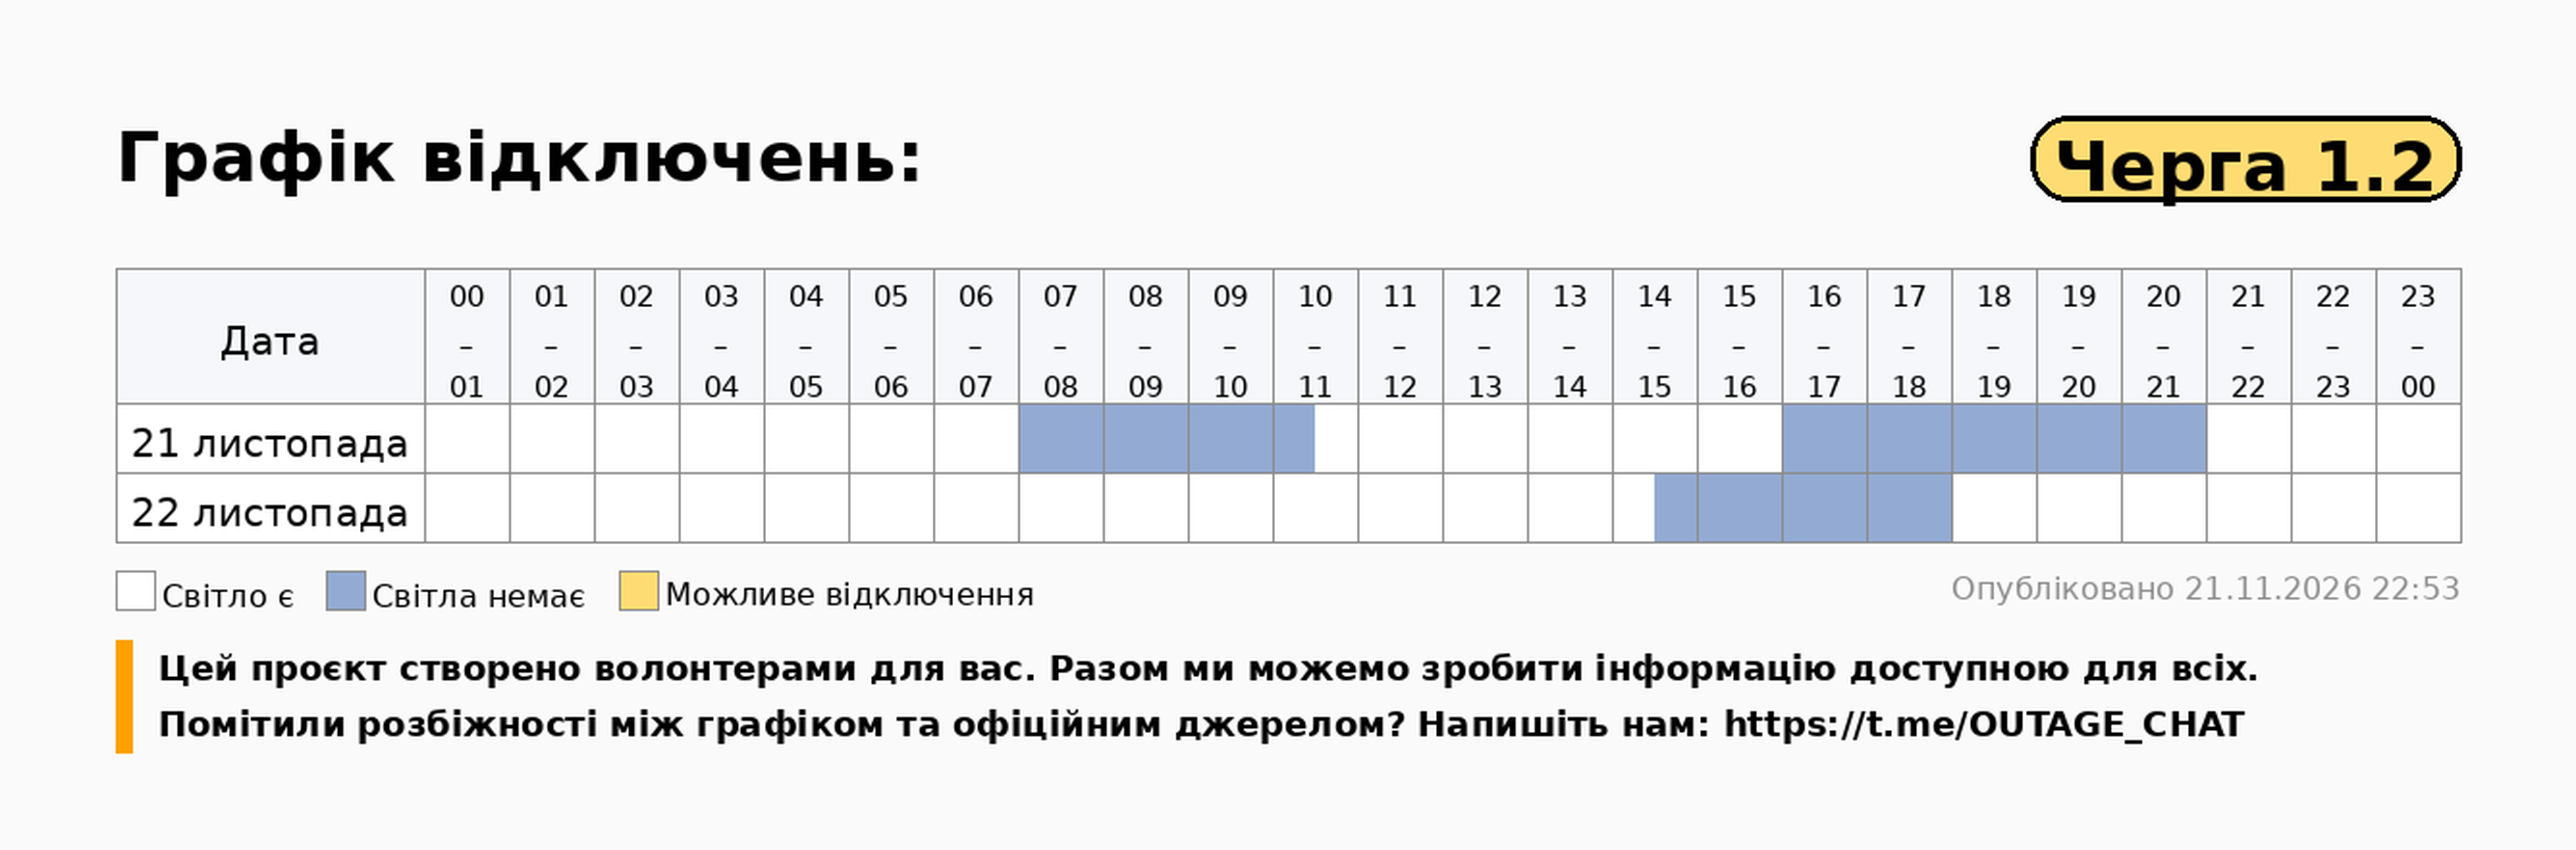 Графік відключень:
Черга 1.2
Дата
00 – 01
01 – 02
02 – 03
03 – 04
04 – 05
05 – 06
06 – 07
07 – 08
08 – 09
09 – 10
10 – 11
11 – 12
12 – 13
13 – 14
14 – 15
15 – 16
16 – 17
17 – 18
18 – 19
19 – 20
20 – 21
21 – 22
22 – 23
23 – 00
21 листопада
22 листопада
Світло є
Світла немає
Можливе відключення
Опубліковано 21.11.2026 22:53
Цей проєкт створено волонтерами для вас. Разом ми можемо зробити інформацію доступною для всіх.
Помітили розбіжності між графіком та офіційним джерелом? Напишіть нам: https://t.me/OUTAGE_CHAT